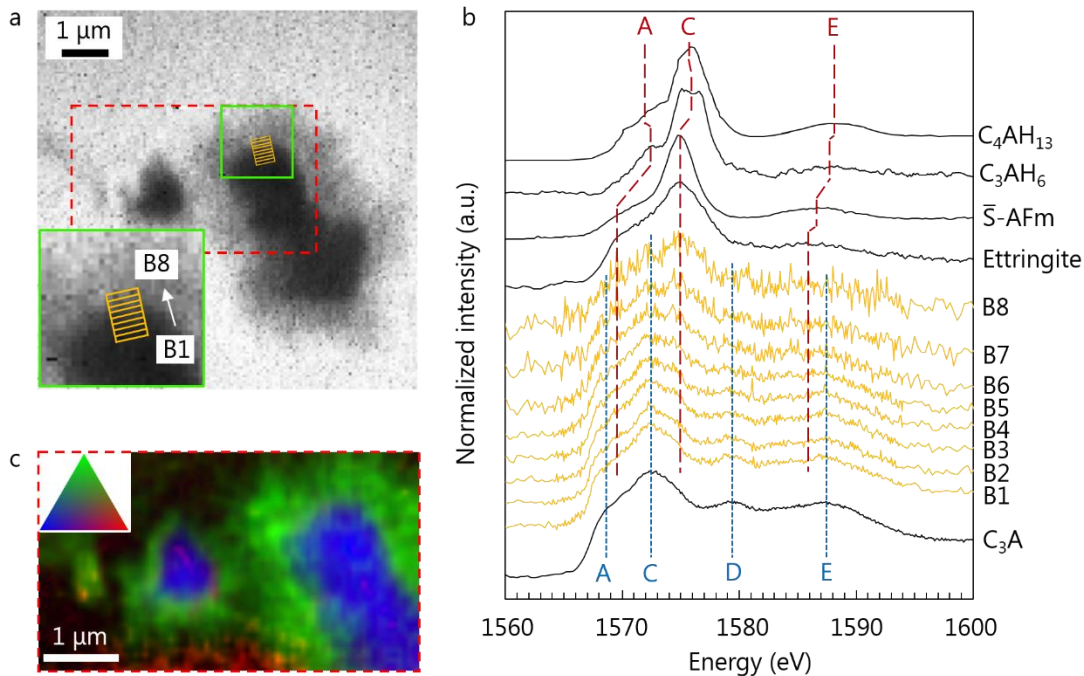 a
1 μm
B8
B1
c
1 μm
b
A C E
Normalized intensity (a.u.)
C₄AH₁₃
C₃AH₆
S̅-AFm
Ettringite
B8
B7
B6
B5
B4
B3
B2
B1
C₃A
A C D E
1560 1570 1580 1590 1600
Energy (eV)